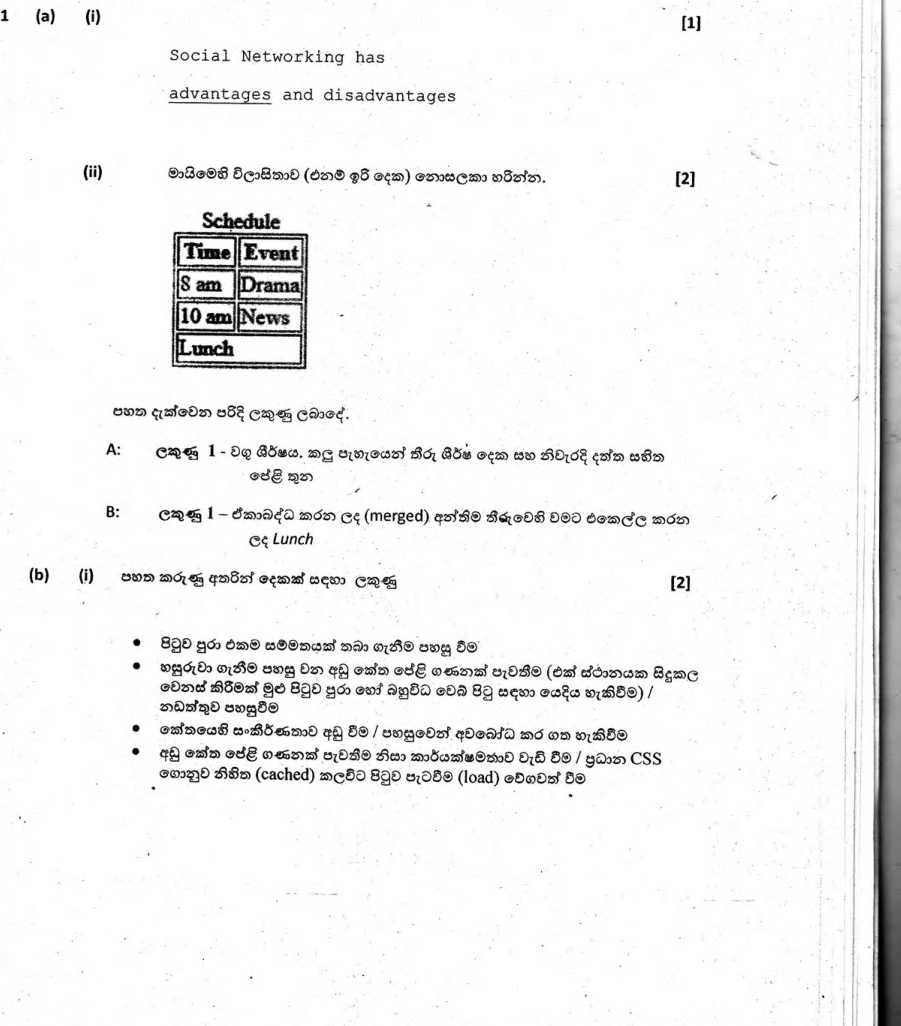 1 (a) (i) [1]
Social Networking has
advantages and disadvantages
(ii) මායිමෙහි විලාසිතාව (එනම් ඉරි දෙක) නොසලකා හරින්න. [2]
Schedule
Time Event
8 am Drama
10 am News
Lunch
පහත දැක්වෙන පරිදි ලකුණු ලබාදේ.
A: ලකුණු 1 - වගු ශීර්ෂය, කලු පැහැයෙන් තීරු ශීර්ෂ දෙක සහ නිවැරදි දත්ත සහිත
පේළි තුන
B: ලකුණු 1 – ඒකාබද්ධ කරන ලද (merged) අන්තිම තීරුවෙහි වමට එකෙල්ල කරන
ලද Lunch
(b) (i) පහත කරුණු අතරින් දෙකක් සඳහා ලකුණු [2]
• පිටුව පුරා එකම සම්මතයක් තබා ගැනීම පහසු වීම
• හසුරුවා ගැනීම පහසු වන අඩු කේත පේළි ගණනක් පැවතීම (එක් ස්ථානයක සිදුකල
වෙනස් කිරීමක් මුළු පිටුව පුරා හෝ බහුවිධ වෙබ් පිටු සඳහා යෙදිය හැකිවීම) /
නඩත්තුව පහසුවීම
• කේතයෙහි සංකීර්ණතාව අඩු වීම / පහසුවෙන් අවබෝධ කර ගත හැකිවීම
• අඩු කේත පේළි ගණනක් පැවතීම නිසා කාර්යක්ෂමතාව වැඩි වීම / ප්‍රධාන CSS
ගොනුව නිහිත (cached) කලවිට පිටුව පැටවීම (load) වේගවත් වීම